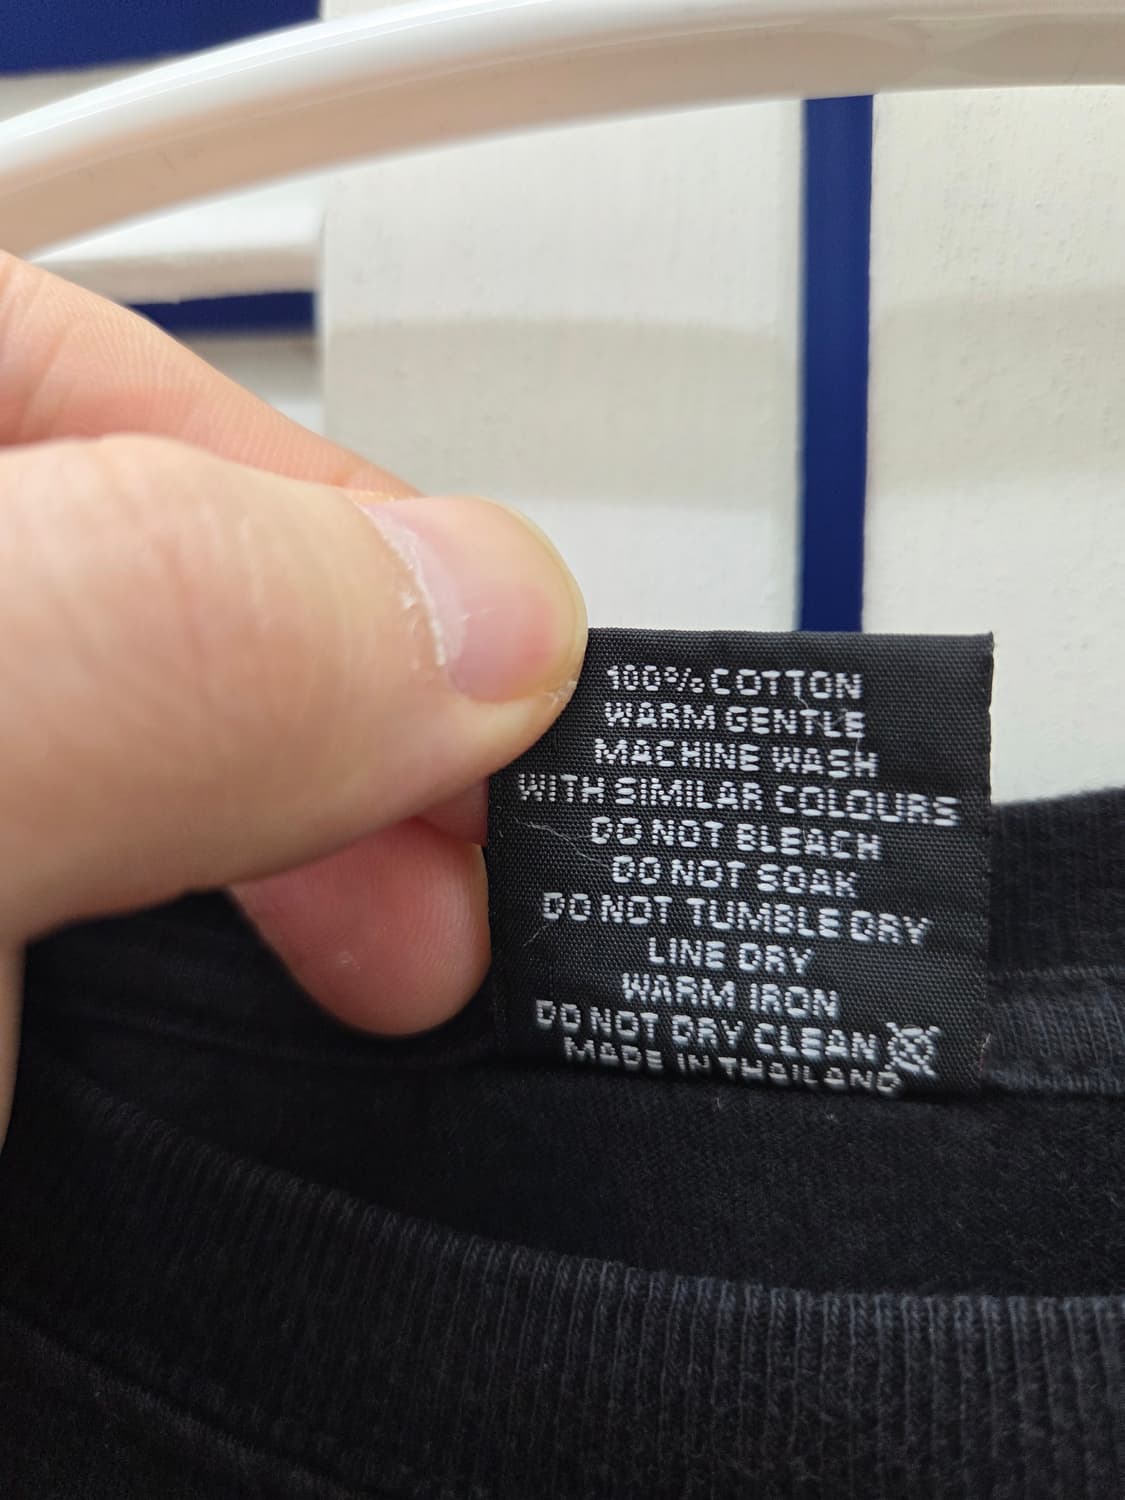 100% COTTON
WARM GENTLE
MACHINE WASH
WITH SIMILAR COLOURS
DO NOT BLEACH
DO NOT SOAK
DO NOT TUMBLE DRY
LINE DRY
WARM IRON
DO NOT DRY CLEAN
MADE IN THAILAND